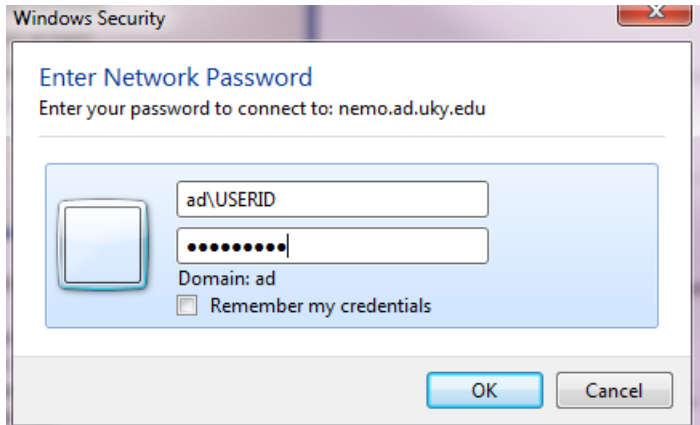 Windows Security
Enter Network Password
Enter your password to connect to: nemo.ad.uky.edu
ad\USERID
●●●●●●●●●
Domain: ad
Remember my credentials
OK
Cancel